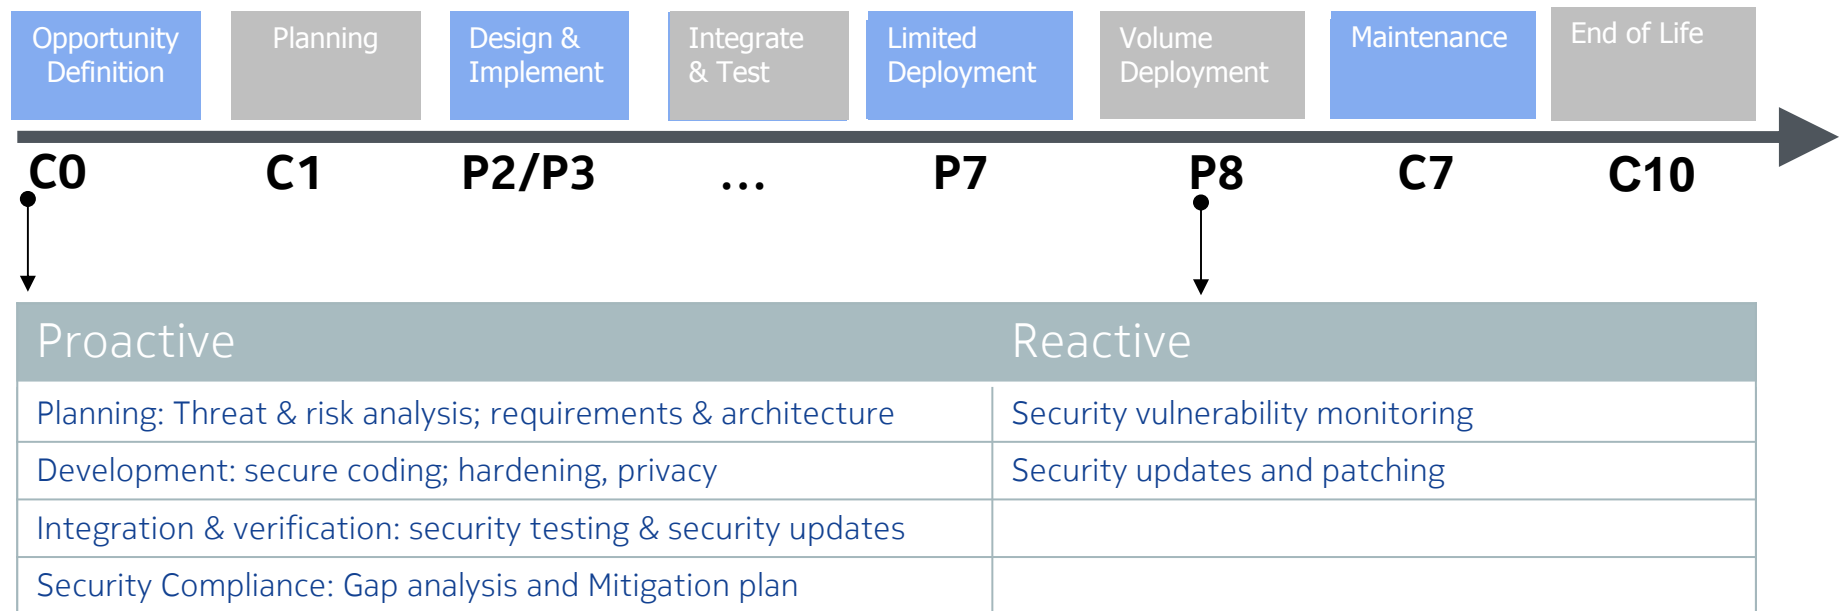 Opportunity
Definition
Planning
Design &
Implement
Integrate
& Test
Limited
Deployment
Volume
Deployment
Maintenance
End of Life
C0
C1
P2/P3
...
P7
P8
C7
C10
Proactive
Reactive
Planning: Threat & risk analysis; requirements & architecture
Security vulnerability monitoring
Development: secure coding; hardening, privacy
Security updates and patching
Integration & verification: security testing & security updates
Security Compliance: Gap analysis and Mitigation plan